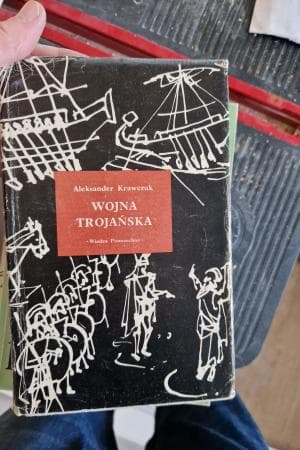 Aleksander Krawczuk
WOJNA
TROJAŃSKA
· Wiedza Powszechna ·